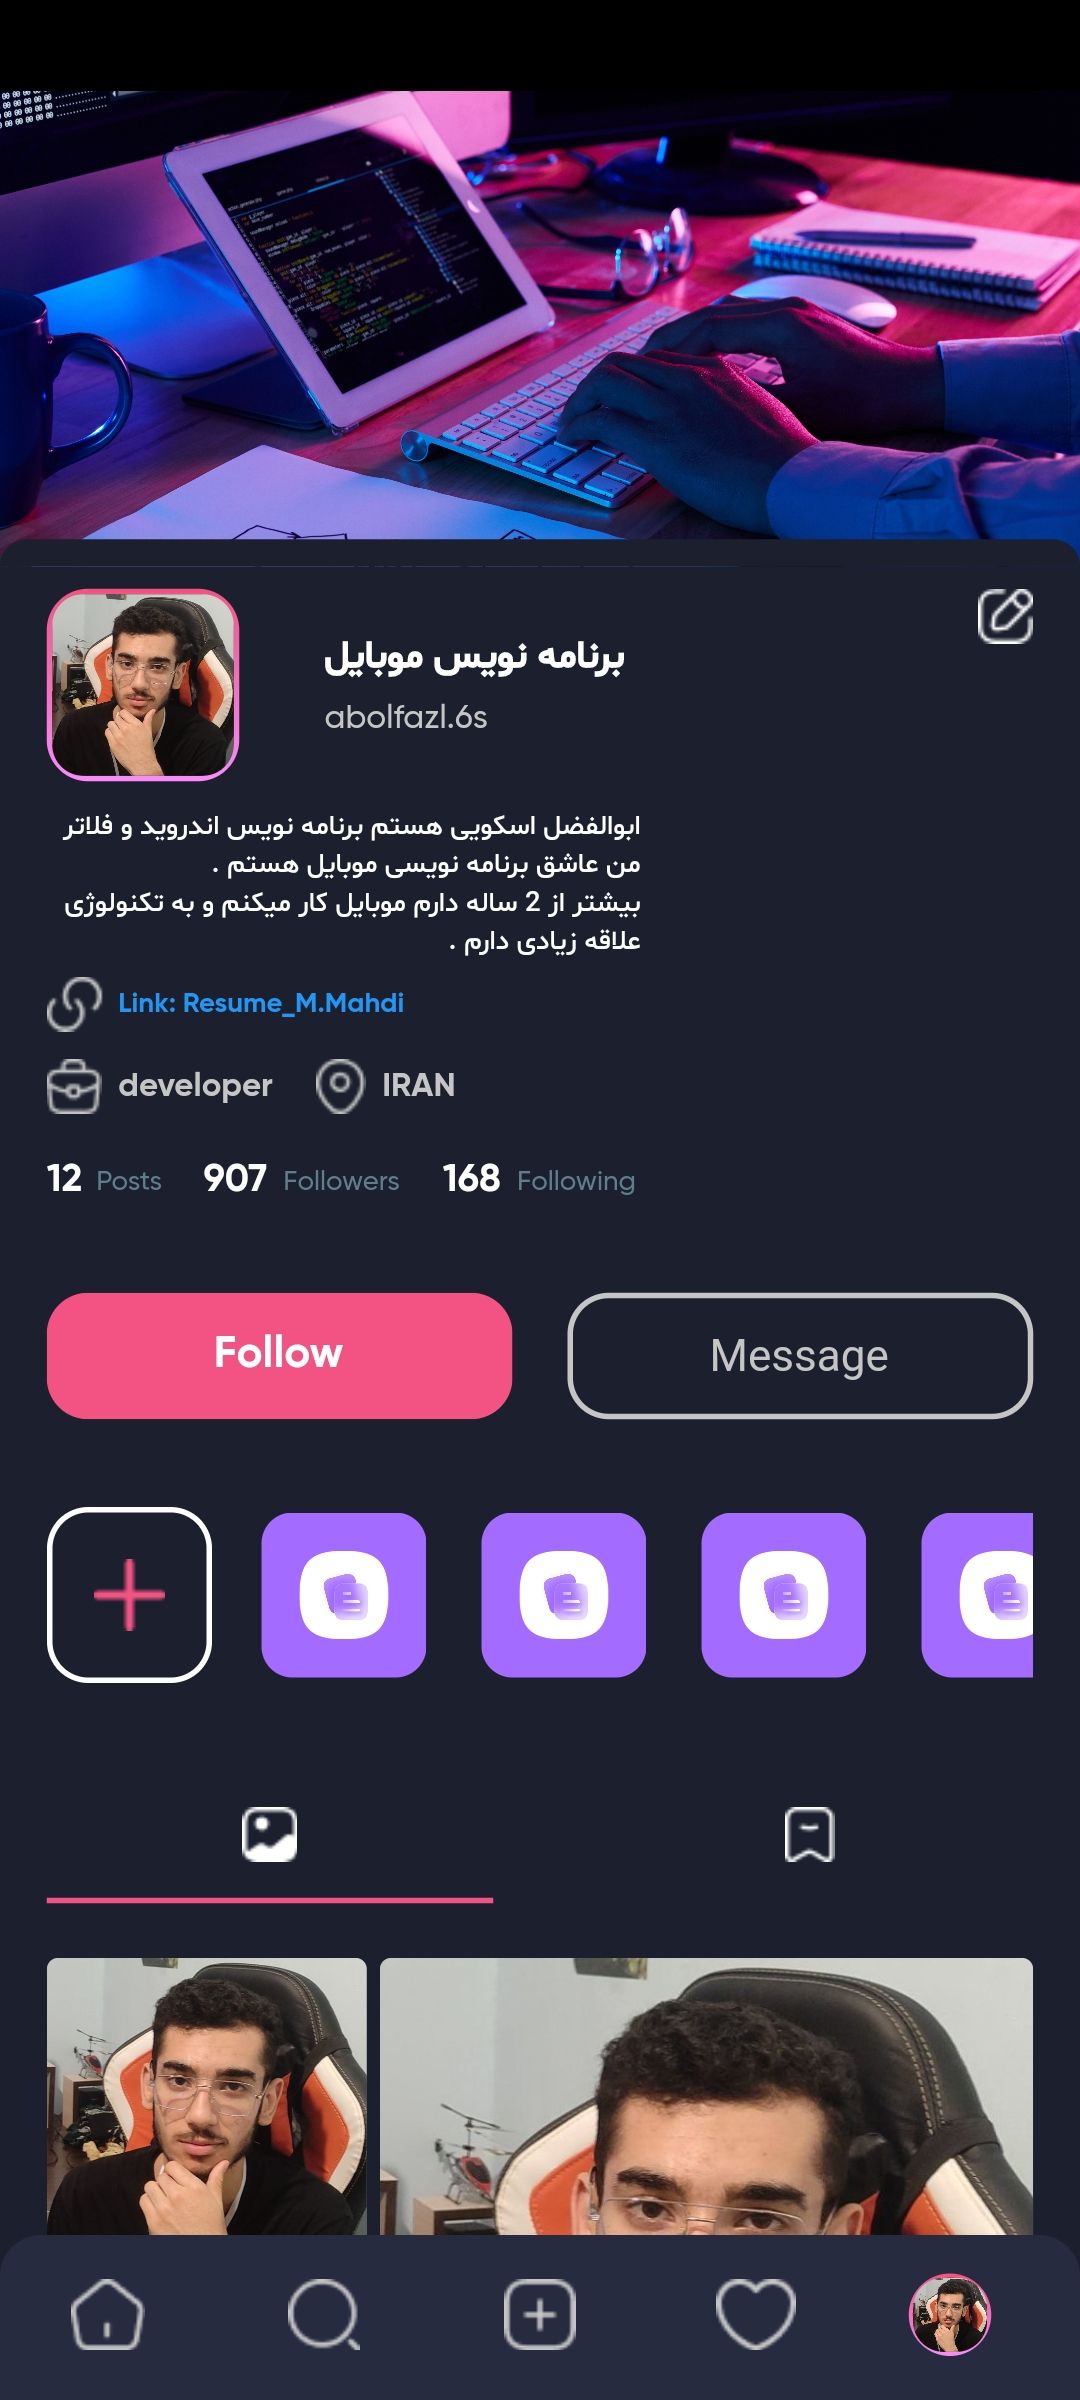 برنامه نویس موبایل
abolfazl.6s
ابوالفضل اسکویی هستم برنامه نویس اندروید و فلاتر
من عاشق برنامه نویسی موبایل هستم .
بیشتر از 2 ساله دارم موبایل کار میکنم و به تکنولوژی
علاقه زیادی دارم .
Link: Resume_M.Mahdi
developer IRAN
12 Posts 907 Followers 168 Following
Follow Message